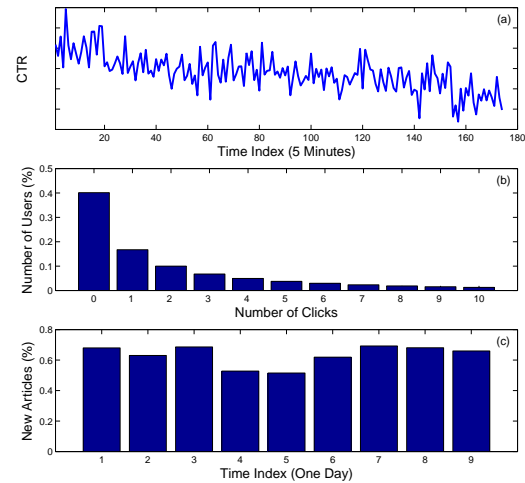 (a)
CTR
20 40 60 80 100 120 140 160 180
Time Index (5 Minutes)
(b)
Number of Users (%)
0.5
0.4
0.3
0.2
0.1
0
0 1 2 3 4 5 6 7 8 9 10
Number of Clicks
(c)
New Articles (%)
0.8
0.6
0.4
0.2
0
1 2 3 4 5 6 7 8 9
Time Index (One Day)